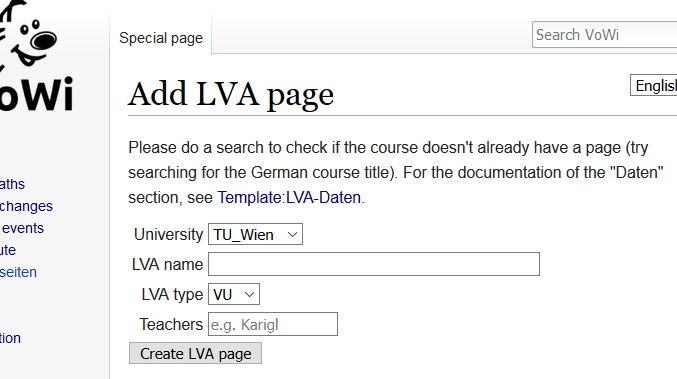 Special page
Search VoWi
oWi
Add LVA page
English
Please do a search to check if the course doesn't already have a page (try
searching for the German course title). For the documentation of the "Daten"
section, see Template:LVA-Daten.
aths
changes
events
ute
seiten
tion
University TU_Wien
LVA name
LVA type VU
Teachers e.g. Karigl
Create LVA page